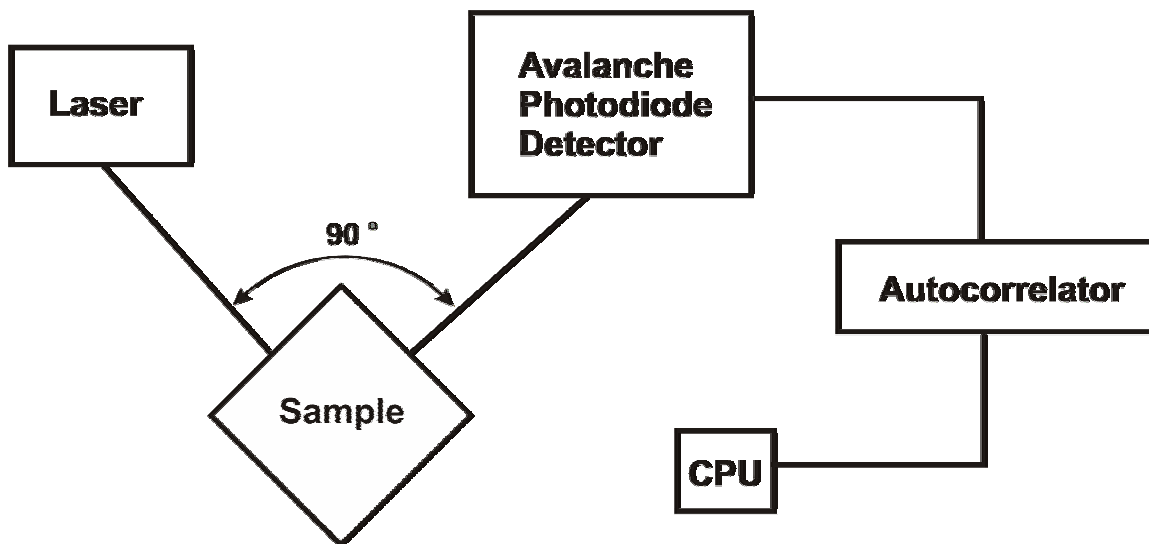 Laser
Avalanche
Photodiode
Detector
90 °
Autocorrelator
Sample
CPU